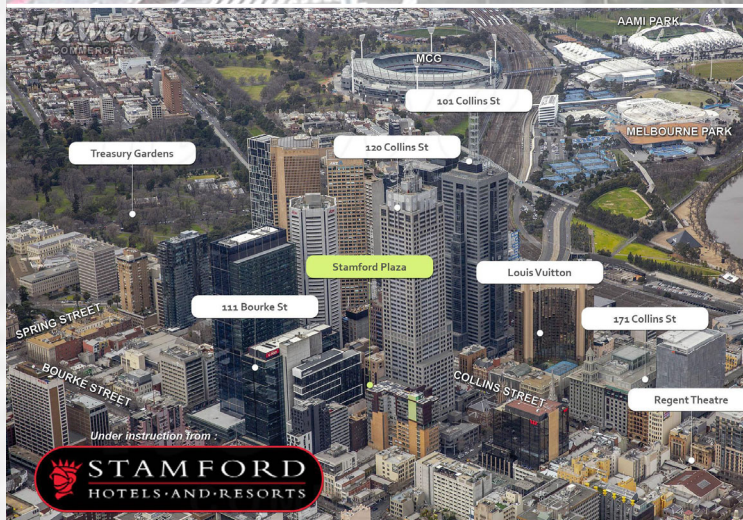 hewett
COMMERCIAL
AAMI PARK
MCG
101 Collins St
MELBOURNE PARK
120 Collins St
Treasury Gardens
Stamford Plaza
Louis Vuitton
111 Bourke St
171 Collins St
SPRING STREET
BOURKE STREET
COLLINS STREET
Regent Theatre
Under instruction from :
STAMFORD
HOTELS·AND·RESORTS